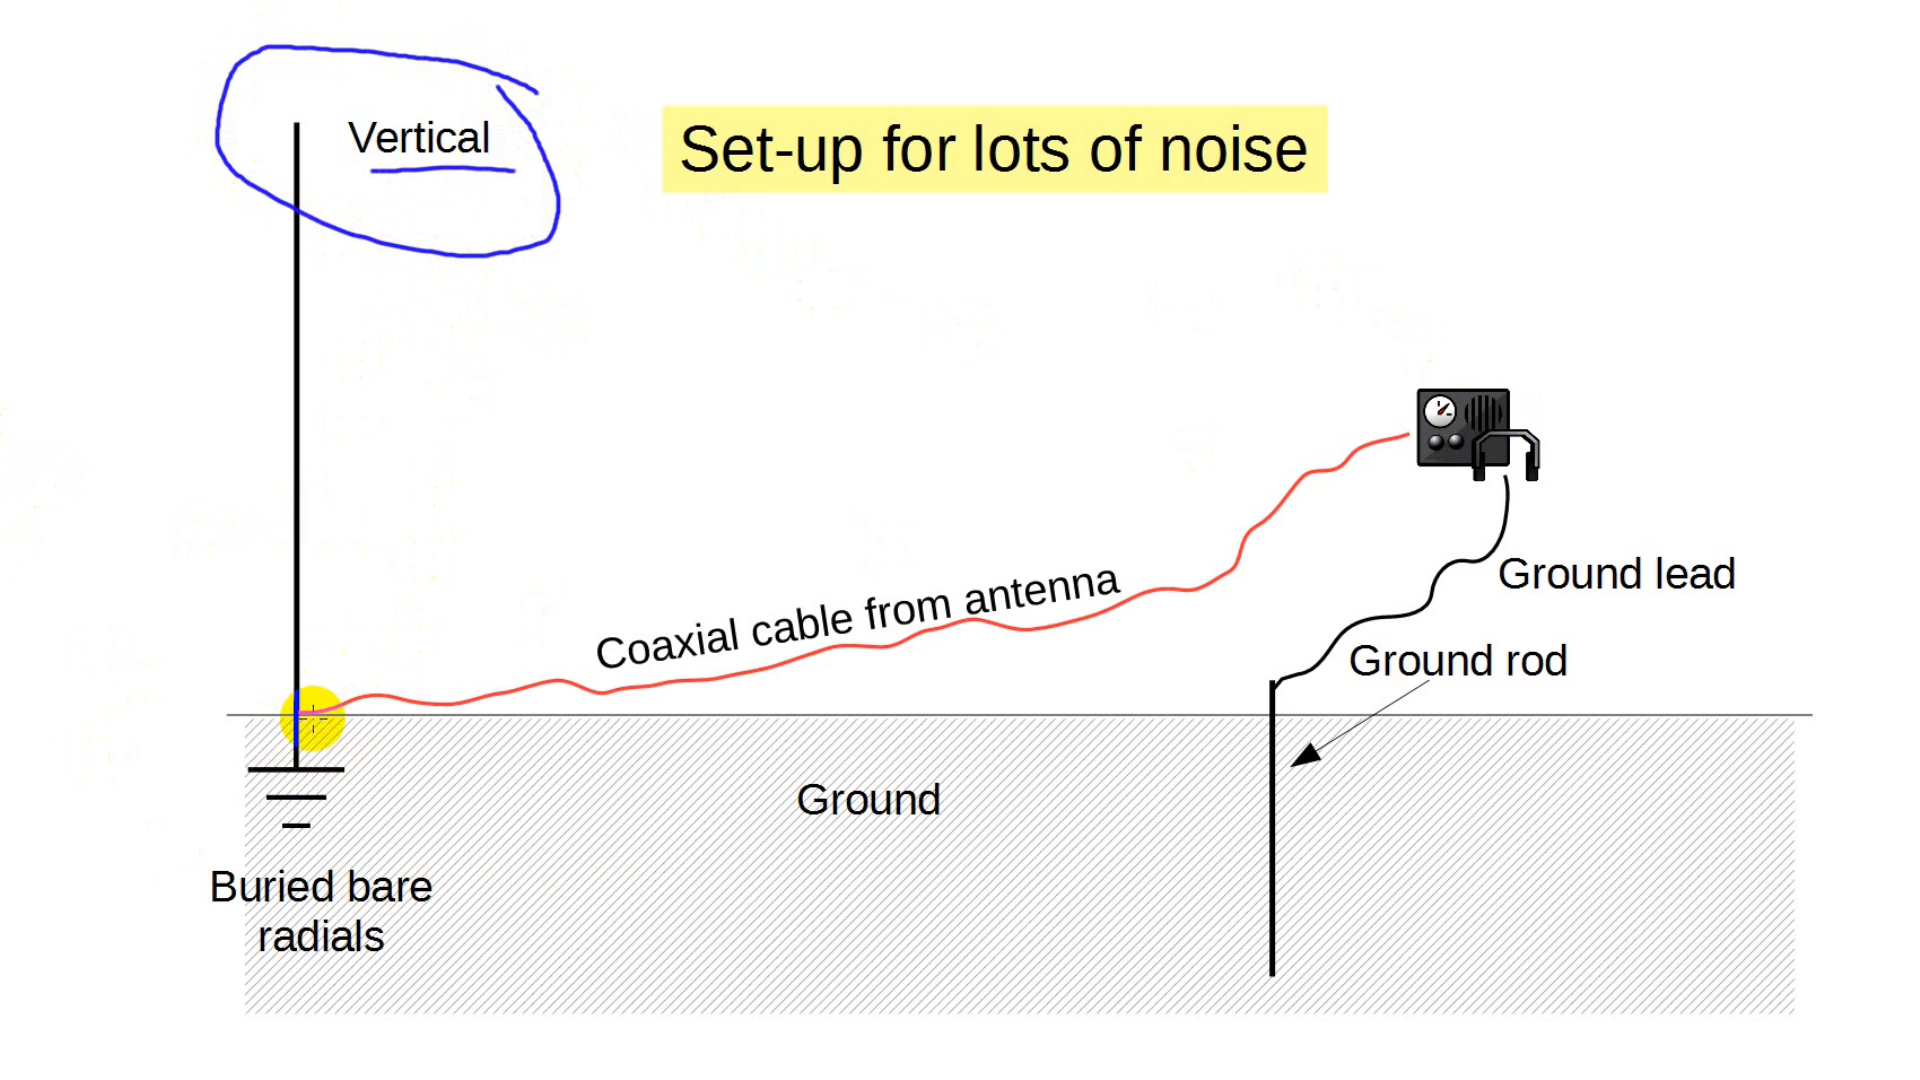 Vertical
Set-up for lots of noise
Coaxial cable from antenna
Ground lead
Ground rod
Ground
Buried bare
radials